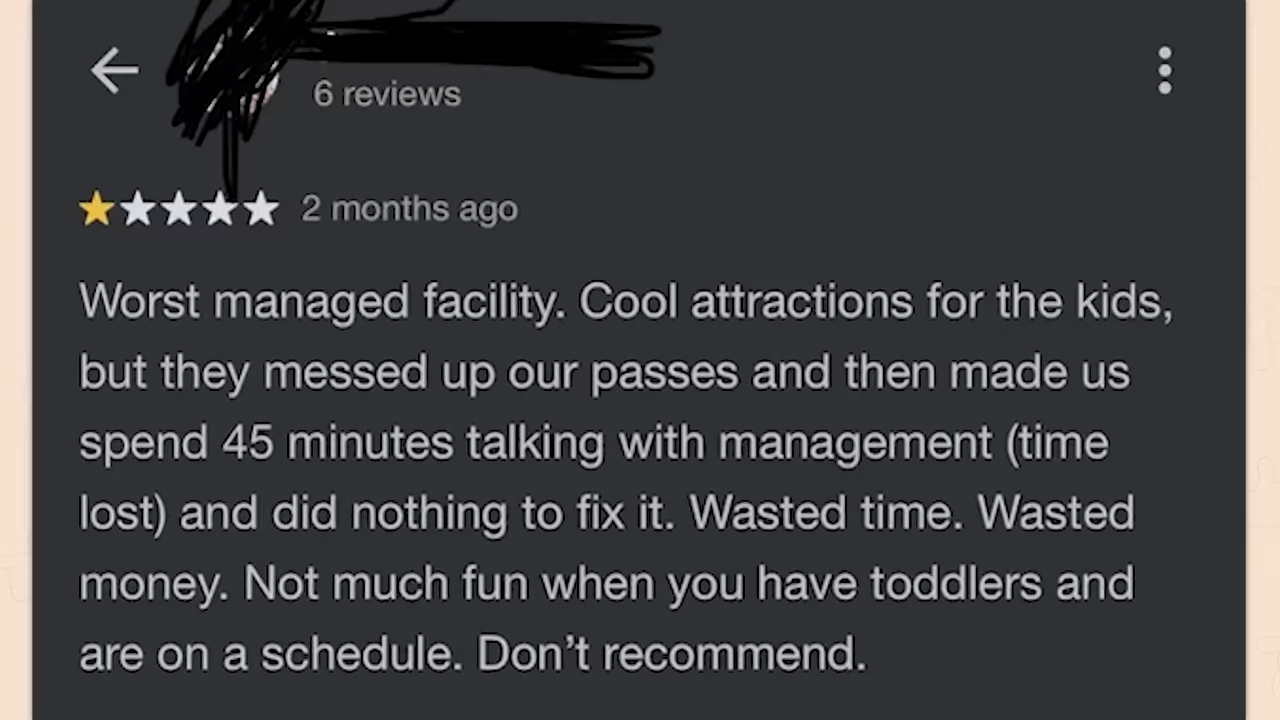 6 reviews
2 months ago
Worst managed facility. Cool attractions for the kids,
but they messed up our passes and then made us
spend 45 minutes talking with management (time
lost) and did nothing to fix it. Wasted time. Wasted
money. Not much fun when you have toddlers and
are on a schedule. Don’t recommend.